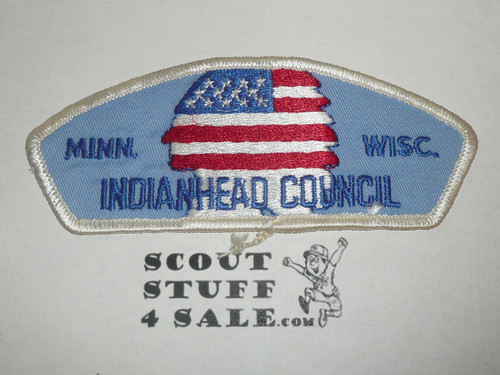 MINN. WISC.
INDIANHEAD COUNCIL
SCOUT
STUFF
4 SALE.COM